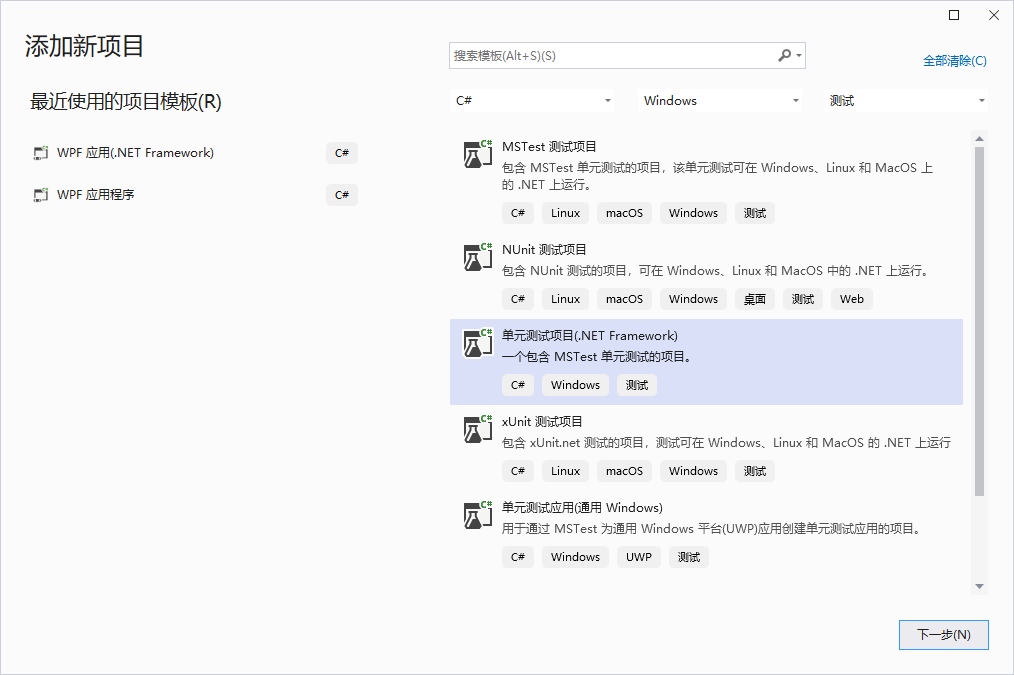 添加新项目
搜索模板(Alt+S)(S)
全部清除(C)
最近使用的项目模板(R)
C# Windows 测试
WPF 应用(.NET Framework) C#
WPF 应用程序 C#
MSTest 测试项目
包含 MSTest 单元测试的项目，该单元测试可在 Windows、Linux 和 MacOS 上
的 .NET 上运行。
C# Linux macOS Windows 测试
NUnit 测试项目
包含 NUnit 测试的项目，可在 Windows、Linux 和 MacOS 中的 .NET 上运行。
C# Linux macOS Windows 桌面 测试 Web
单元测试项目(.NET Framework)
一个包含 MSTest 单元测试的项目。
C# Windows 测试
xUnit 测试项目
包含 xUnit.net 测试的项目，测试可在 Windows、Linux 和 MacOS 的 .NET 上运行
C# Linux macOS Windows 测试
单元测试应用(通用 Windows)
用于通过 MSTest 为通用 Windows 平台(UWP)应用创建单元测试应用的项目。
C# Windows UWP 测试
下一步(N)